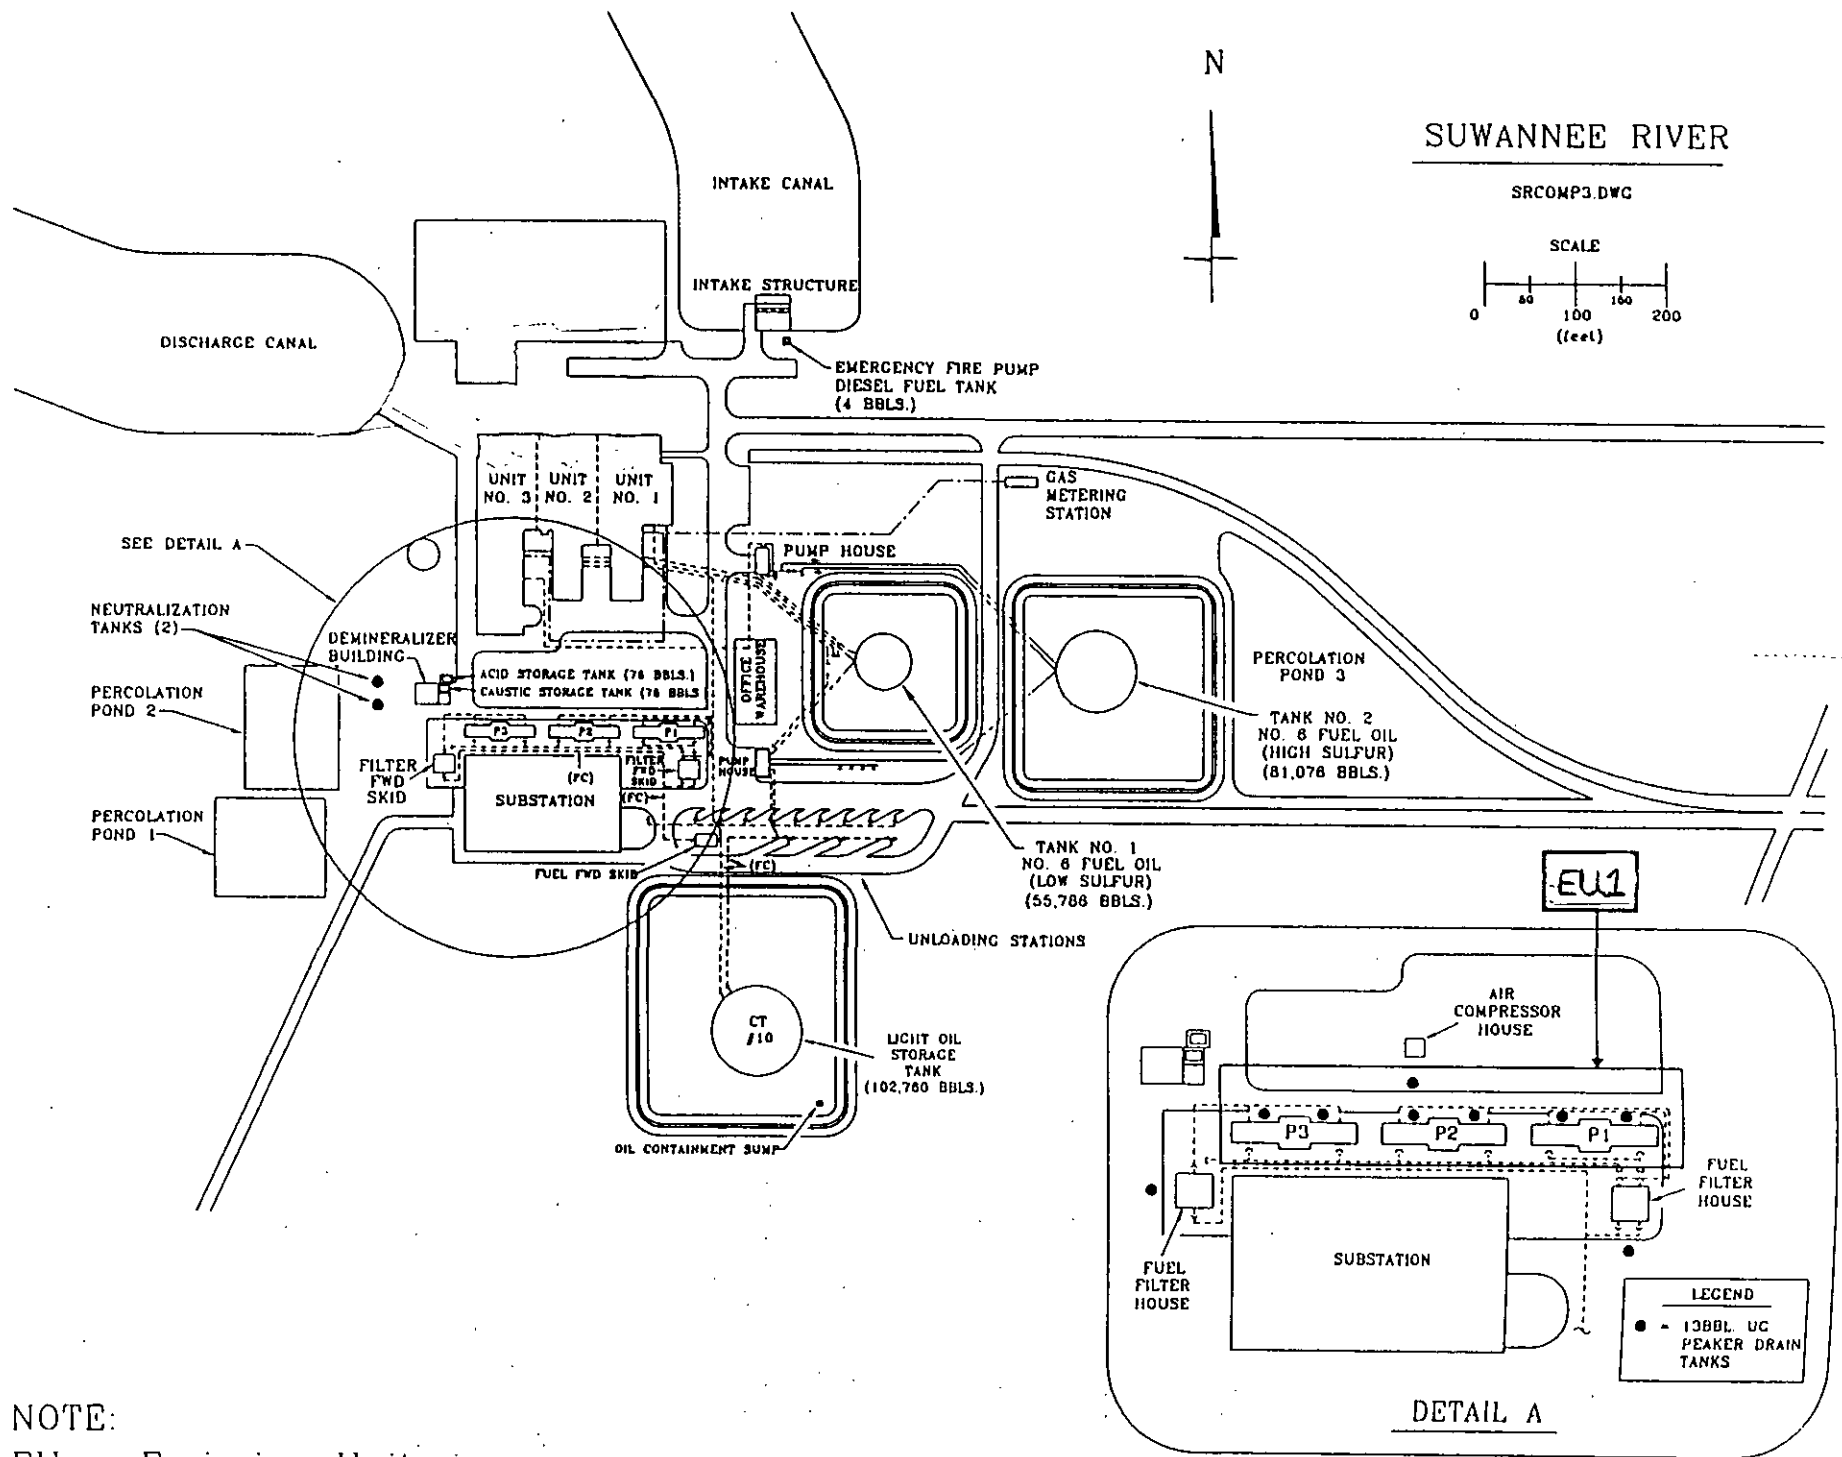 N
SUWANNEE RIVER
SRCOMP3.DWG
SCALE
0 50 100 150 200
(feet)
INTAKE CANAL
INTAKE STRUCTURE
DISCHARGE CANAL
EMERGENCY FIRE PUMP
DIESEL FUEL TANK
(4 BBLS.)
UNIT
NO. 3
UNIT
NO. 2
UNIT
NO. 1
GAS
METERING
STATION
SEE DETAIL A
PUMP HOUSE
NEUTRALIZATION
TANKS (2)
DEMINERALIZER
BUILDING
ACID STORAGE TANK (76 BBLS.)
CAUSTIC STORAGE TANK (76 BBLS
OFFICE
WAREHOUSE
PERCOLATION
POND 2
PERCOLATION
POND 3
TANK NO. 2
NO. 6 FUEL OIL
(HIGH SULFUR)
(81,076 BBLS.)
P3
P2
P1
FILTER
FWD
SKID
(FC)
FILTER
FWD
SKID
PUMP
HOUSE
SUBSTATION
(FC)
PERCOLATION
POND 1
FUEL FWD SKID
(FC)
TANK NO. 1
NO. 6 FUEL OIL
(LOW SULFUR)
(55,786 BBLS.)
UNLOADING STATIONS
CT
#10
LIGHT OIL
STORAGE
TANK
(102,760 BBLS.)
OIL CONTAINMENT SUMP
EU1
AIR
COMPRESSOR
HOUSE
P3
P2
P1
FUEL
FILTER
HOUSE
FUEL
FILTER
HOUSE
SUBSTATION
LEGEND
● - 13BBL. UG
PEAKER DRAIN
TANKS
DETAIL A
NOTE: